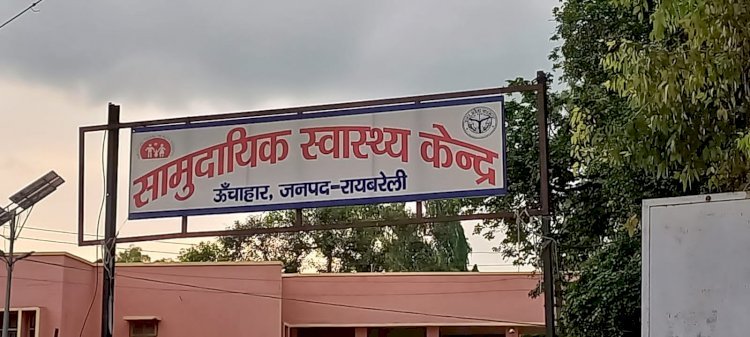 सामुदायिक स्वास्थ्य केन्द्र
ऊँचाहार, जनपद-रायबरेली